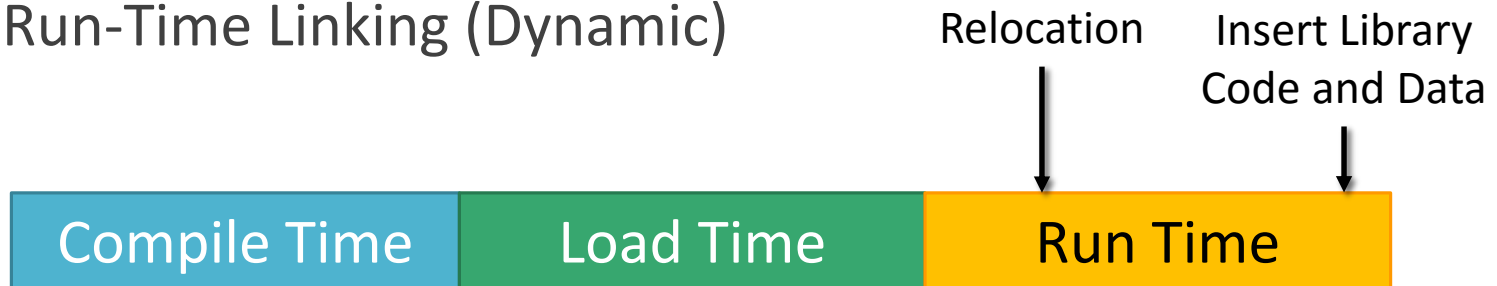 Run-Time Linking (Dynamic)
Relocation
Insert Library
Code and Data
Compile Time
Load Time
Run Time